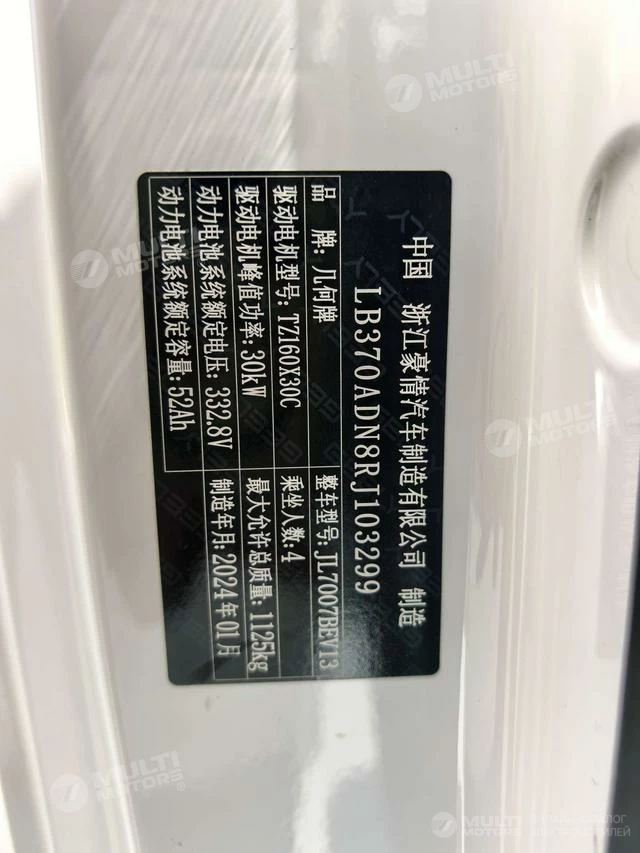 中国 浙江豪情汽车制造有限公司 制造
LB370ADN8RJ103299
品 牌: 几何牌 整车型号: JL7007BEV13
驱动电机型号: TZ160X30C 乘坐人数: 4
驱动电机峰值功率: 30kW 最大允许总质量: 1125kg
动力电池系统额定电压: 332.8V 制造年月: 2024年01月
动力电池系统额定容量: 52Ah
MULTI
MOTORS
MULTI
MOTORS
MULTI
MOTORS
MULTI
MOTORS
MULTI
MOTORS®
MULTI
MOTORS